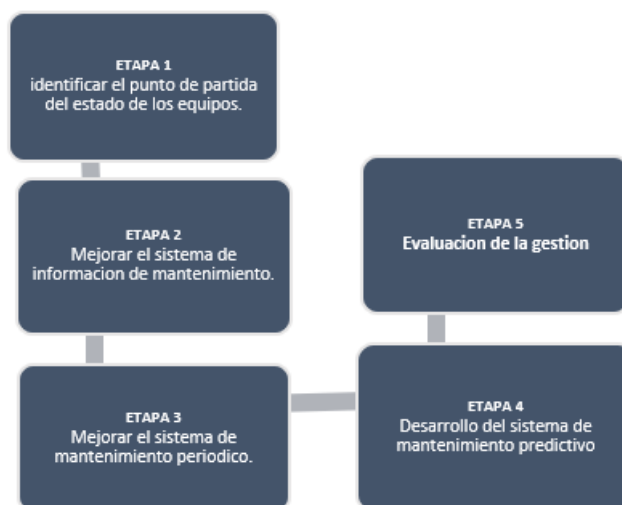 ETAPA 1
identificar el punto de partida
del estado de los equipos.
ETAPA 2
Mejorar el sistema de
informacion de mantenimiento.
ETAPA 3
Mejorar el sistema de
mantenimiento periodico.
ETAPA 4
Desarrollo del sistema de
mantenimiento predictivo
ETAPA 5
Evaluacion de la gestion